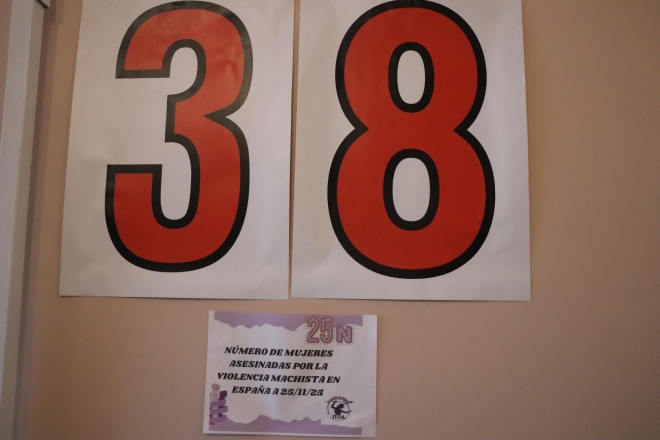 38
25N
NÚMERO DE MUJERES
ASESINADAS POR LA
VIOLENCIA MACHISTA EN
ESPAÑA A 25/11/25